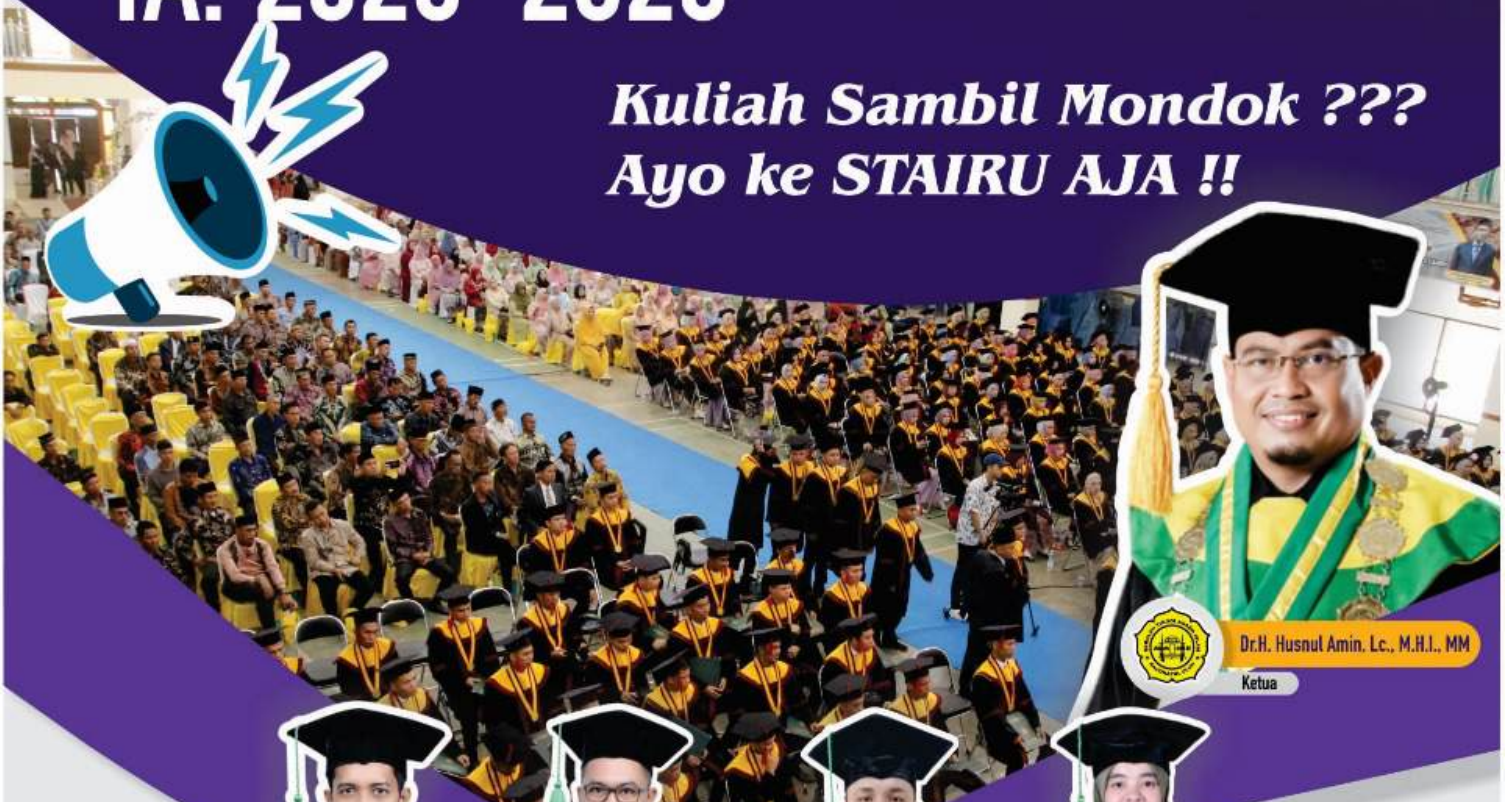 Kuliah Sambil Mondok ???
Ayo ke STAIRU AJA !!
Dr.H. Husnul Amin, Lc., M.H.I., MM
Ketua